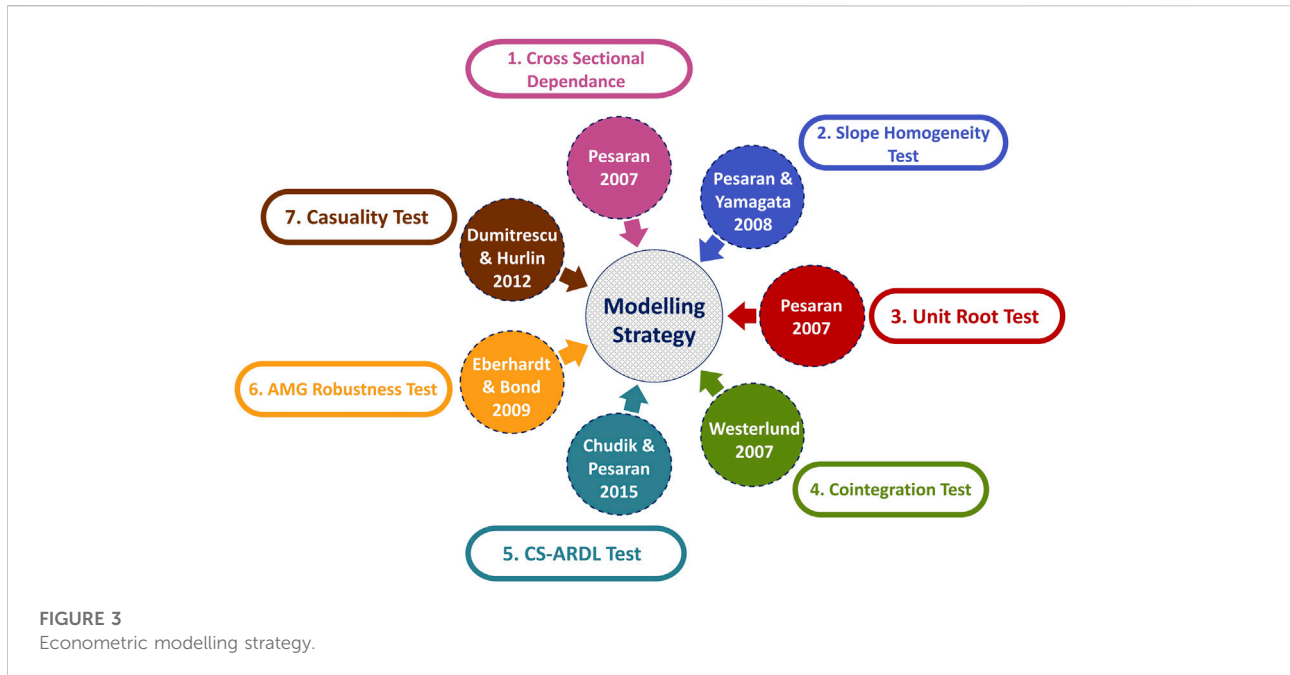 1. Cross Sectional
Dependance
Pesaran
2007
2. Slope Homogeneity
Test
Pesaran &
Yamagata
2008
Pesaran
2007
3. Unit Root Test
Westerlund
2007
4. Cointegration Test
Chudik &
Pesaran
2015
5. CS-ARDL Test
Eberhardt
& Bond
2009
6. AMG Robustness Test
Dumitrescu
& Hurlin
2012
7. Casuality Test
Modelling
Strategy
FIGURE 3
Econometric modelling strategy.